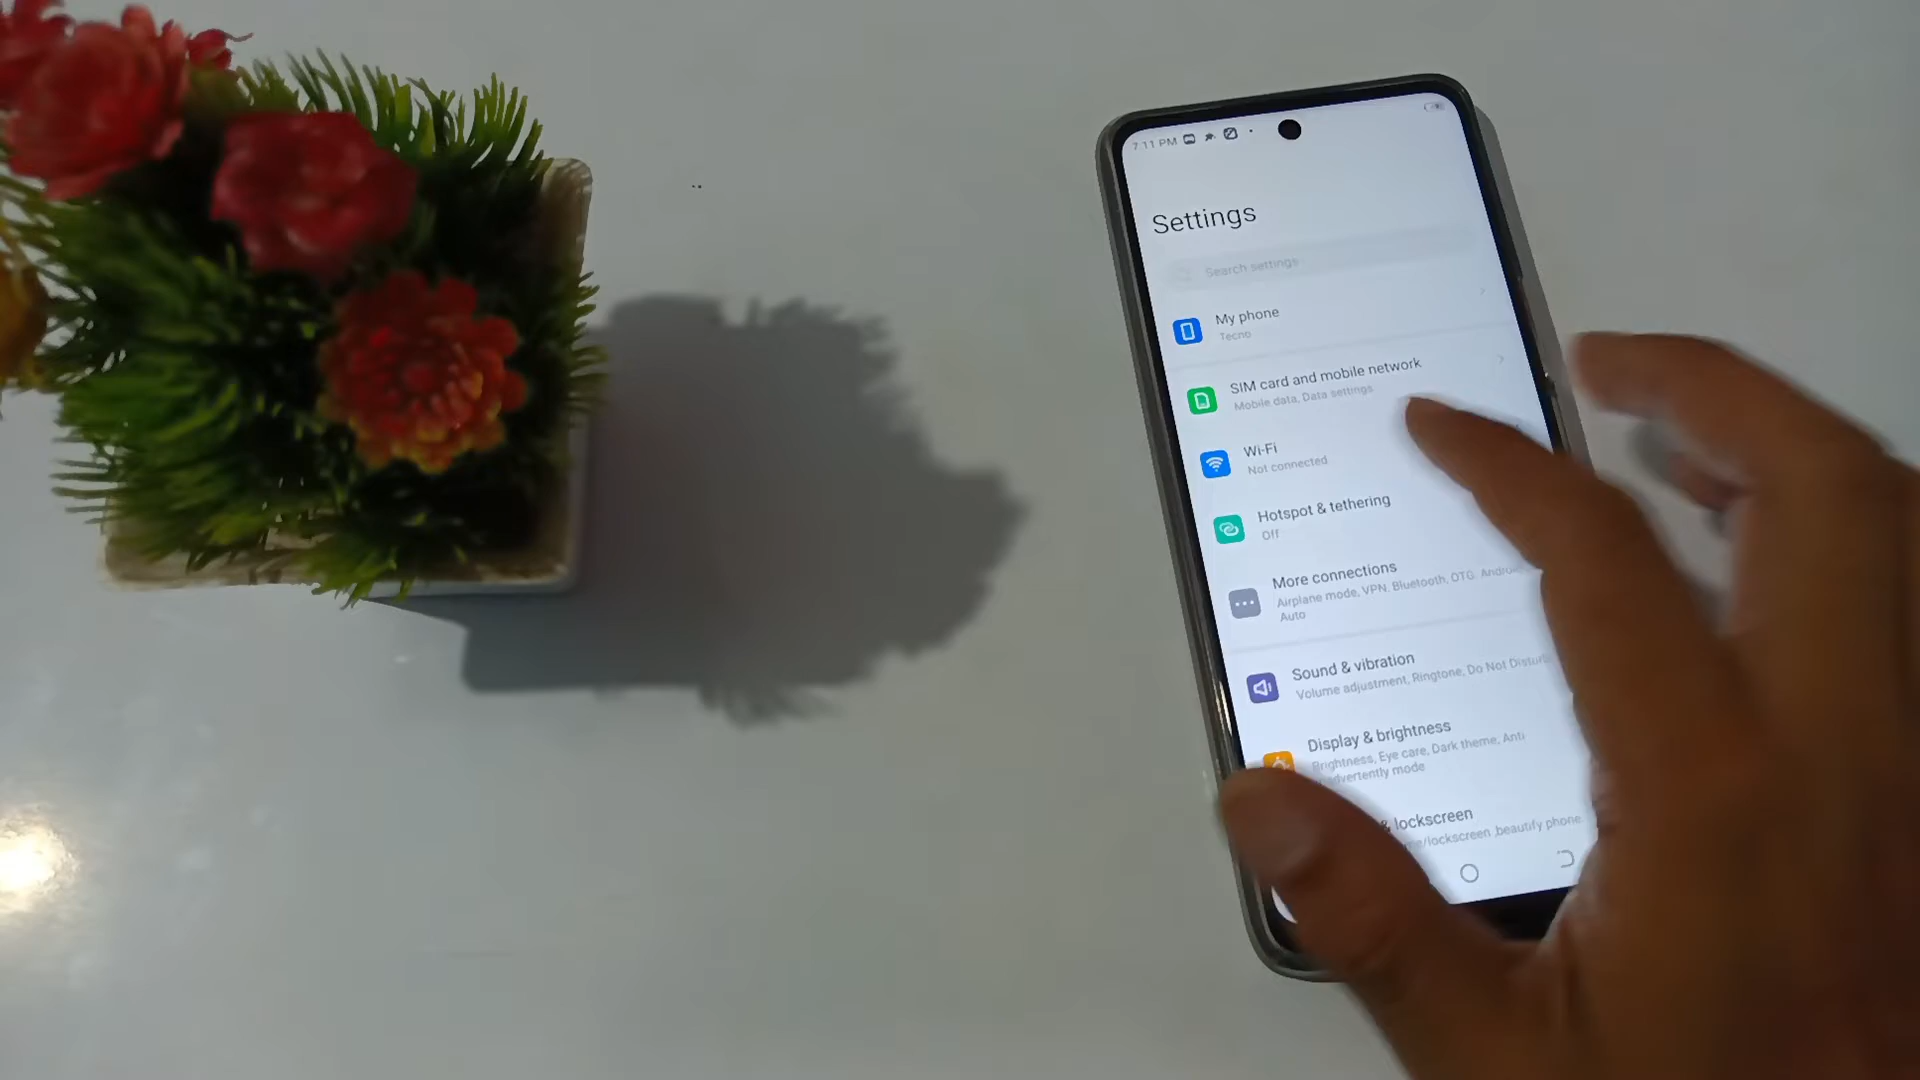 7:11 PM
Settings
Search settings
My phone
Tecno
SIM card and mobile network
Mobile data, Data settings
Wi-Fi
Not connected
Hotspot & tethering
Off
More connections
Airplane mode, VPN, Bluetooth, OTG, Android
Auto
Sound & vibration
Volume adjustment, Ringtone, Do Not Disturb
Display & brightness
Brightness, Eye care, Dark theme, Anti
inadvertently mode
& lockscreen
/lockscreen ,beautify phone